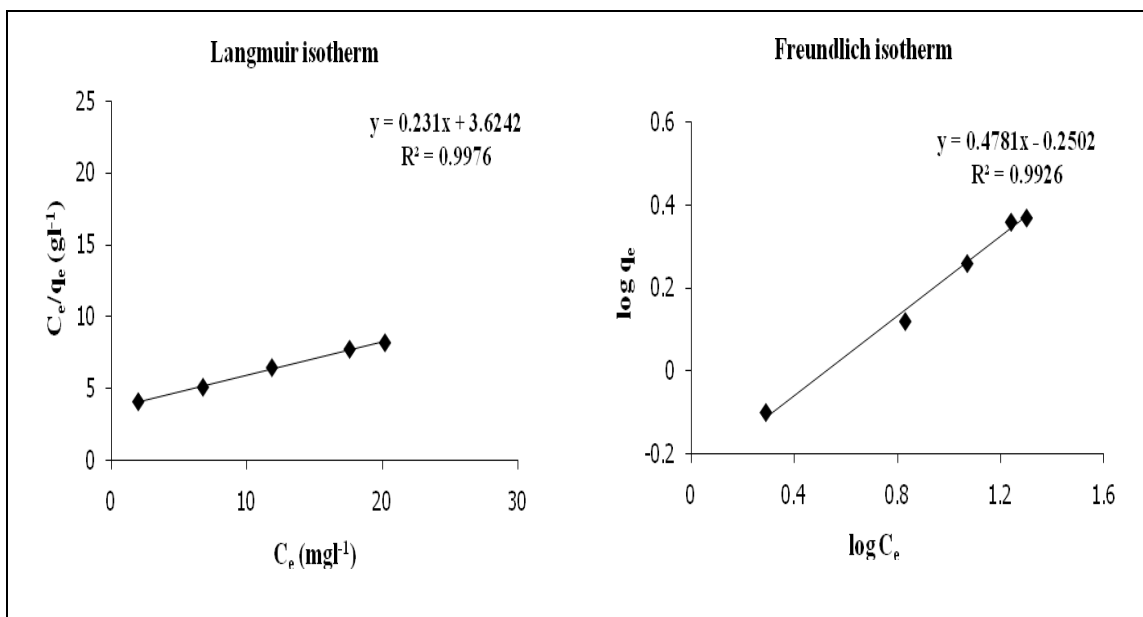 Langmuir isotherm
y = 0.231x + 3.6242
R² = 0.9976
25
20
15
10
5
0
0
10
20
30
Cₑ/qₑ (gl⁻¹)
Cₑ (mgl⁻¹)
Freundlich isotherm
y = 0.4781x - 0.2502
R² = 0.9926
0.6
0.4
0.2
0
-0.2
0
0.4
0.8
1.2
1.6
log qₑ
log Cₑ